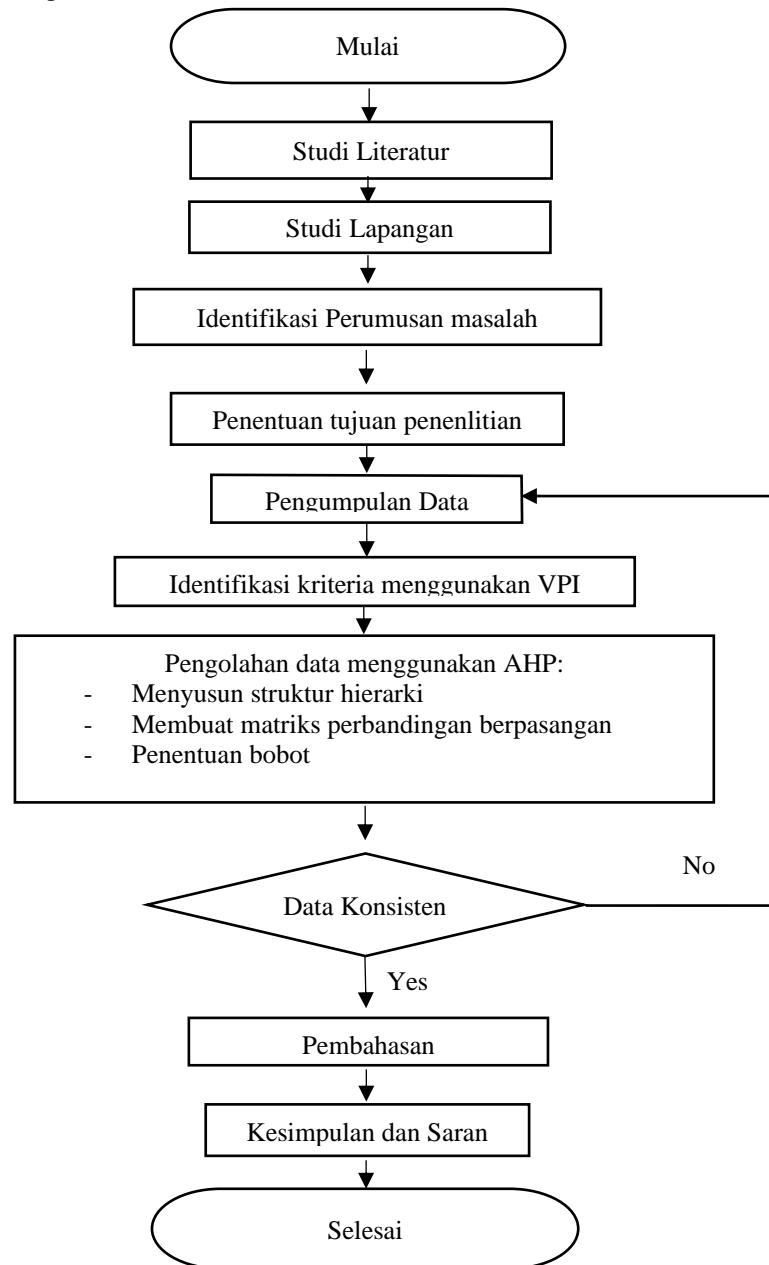 Mulai
Studi Literatur
Studi Lapangan
Identifikasi Perumusan masalah
Penentuan tujuan penenlitian
Pengumpulan Data
Identifikasi kriteria menggunakan VPI
Pengolahan data menggunakan AHP:
- Menyusun struktur hierarki
- Membuat matriks perbandingan berpasangan
- Penentuan bobot
No
Data Konsisten
Yes
Pembahasan
Kesimpulan dan Saran
Selesai